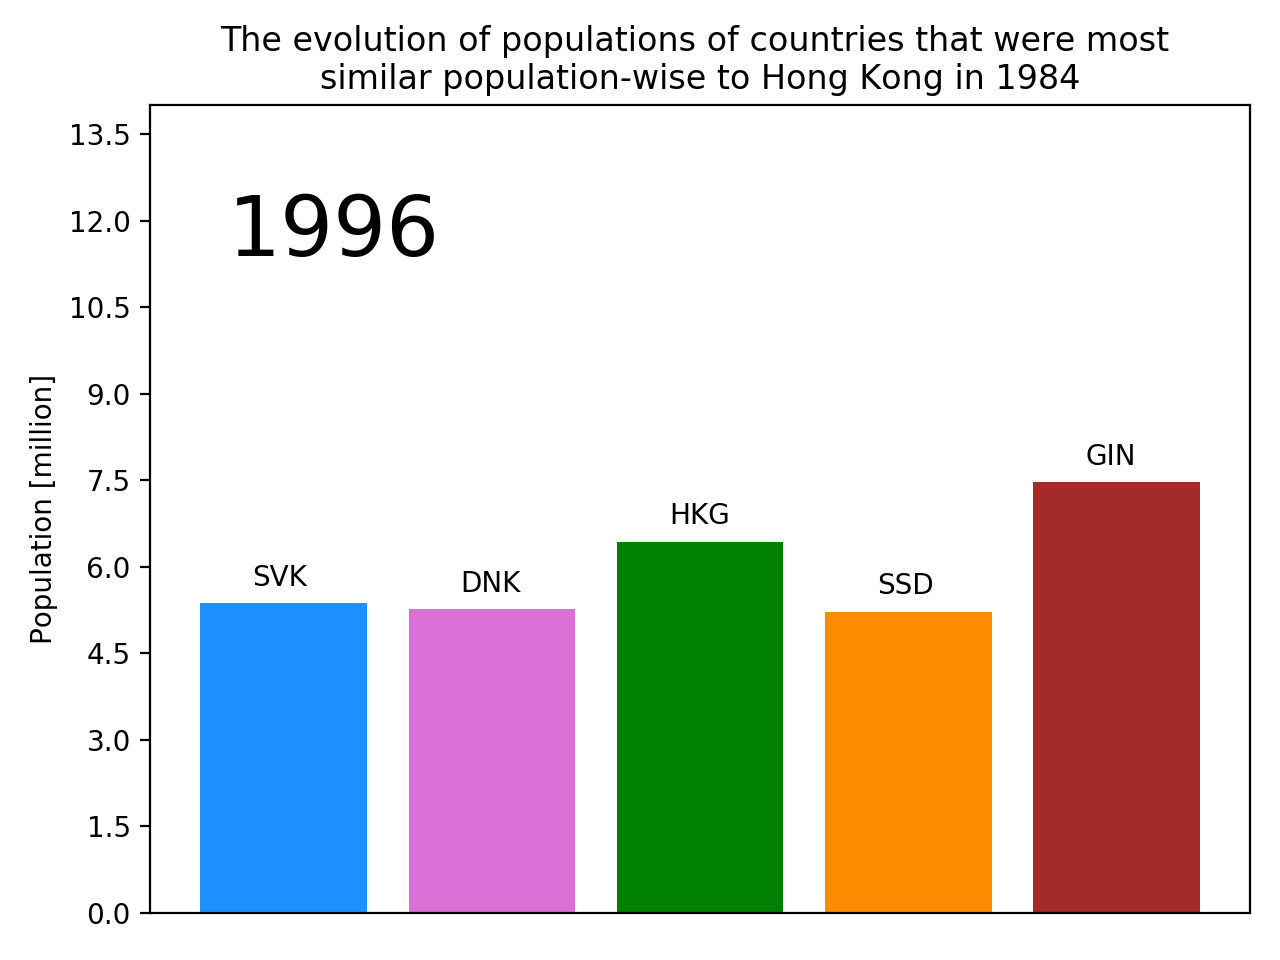 The evolution of populations of countries that were most
similar population-wise to Hong Kong in 1984
13.5
12.0
10.5
9.0
7.5
6.0
4.5
3.0
1.5
0.0
Population [million]
1996
SVK
DNK
HKG
SSD
GIN